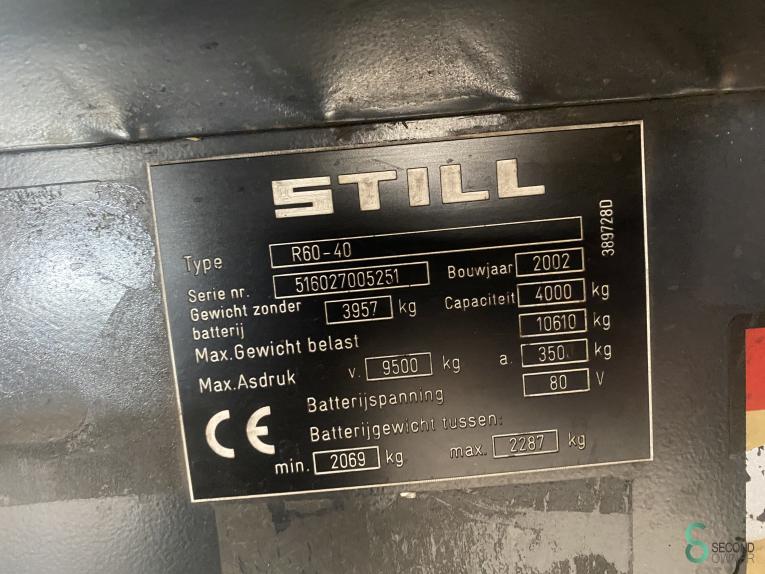 STILL
389728D
Type R60-40
Serie nr. 516027005251 Bouwjaar 2002
Gewicht zonder batterij 3957 kg Capaciteit 4000 kg
Max.Gewicht belast 10610 kg
Max.Asdruk v. 9500 kg a. kg
Batterijspanning 80 V
Batterijgewicht tussen:
CE min. 2069 kg max. 2287 kg
SECOND
OWNER